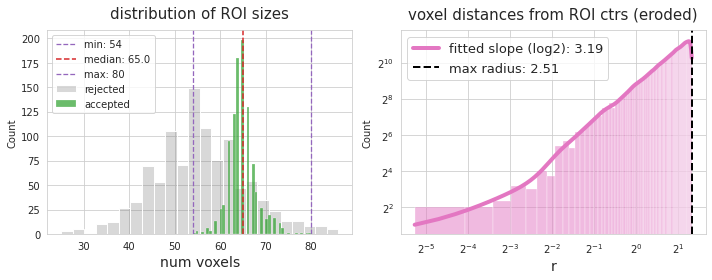 distribution of ROI sizes
min: 54
median: 65.0
max: 80
rejected
accepted
Count
200
175
150
125
100
75
50
25
0
30 40 50 60 70 80
num voxels
voxel distances from ROI ctrs (eroded)
fitted slope (log2): 3.19
max radius: 2.51
Count
2^10
2^8
2^6
2^4
2^2
2^−5 2^−4 2^−3 2^−2 2^−1 2^0 2^1
r